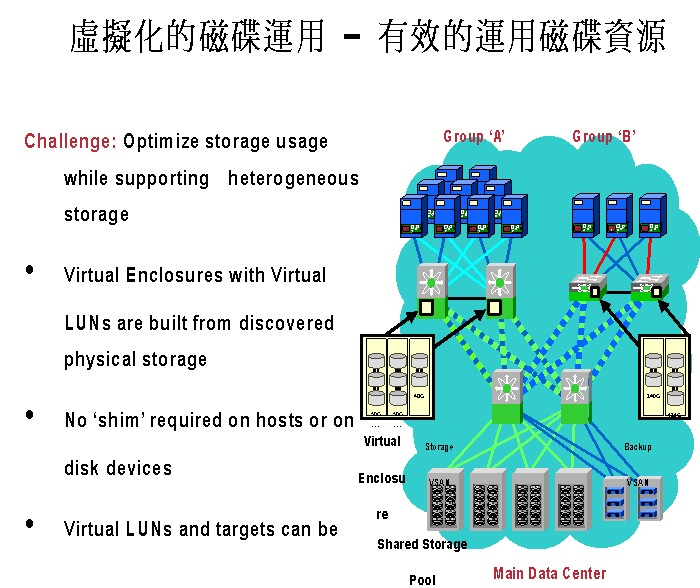 虛擬化的磁碟運用 – 有效的運用磁碟資源
Challenge: Optimize storage usage
while supporting heterogeneous
storage
• Virtual Enclosures with Virtual
LUNs are built from discovered
physical storage
• No ‘shim’ required on hosts or on
disk devices
• Virtual LUNs and targets can be
Group ‘A’
Group ‘B’
40G
Virtual
Enclosu
re
Storage
VSAN
Backup
VSAN
Shared Storage
Pool
Main Data Center